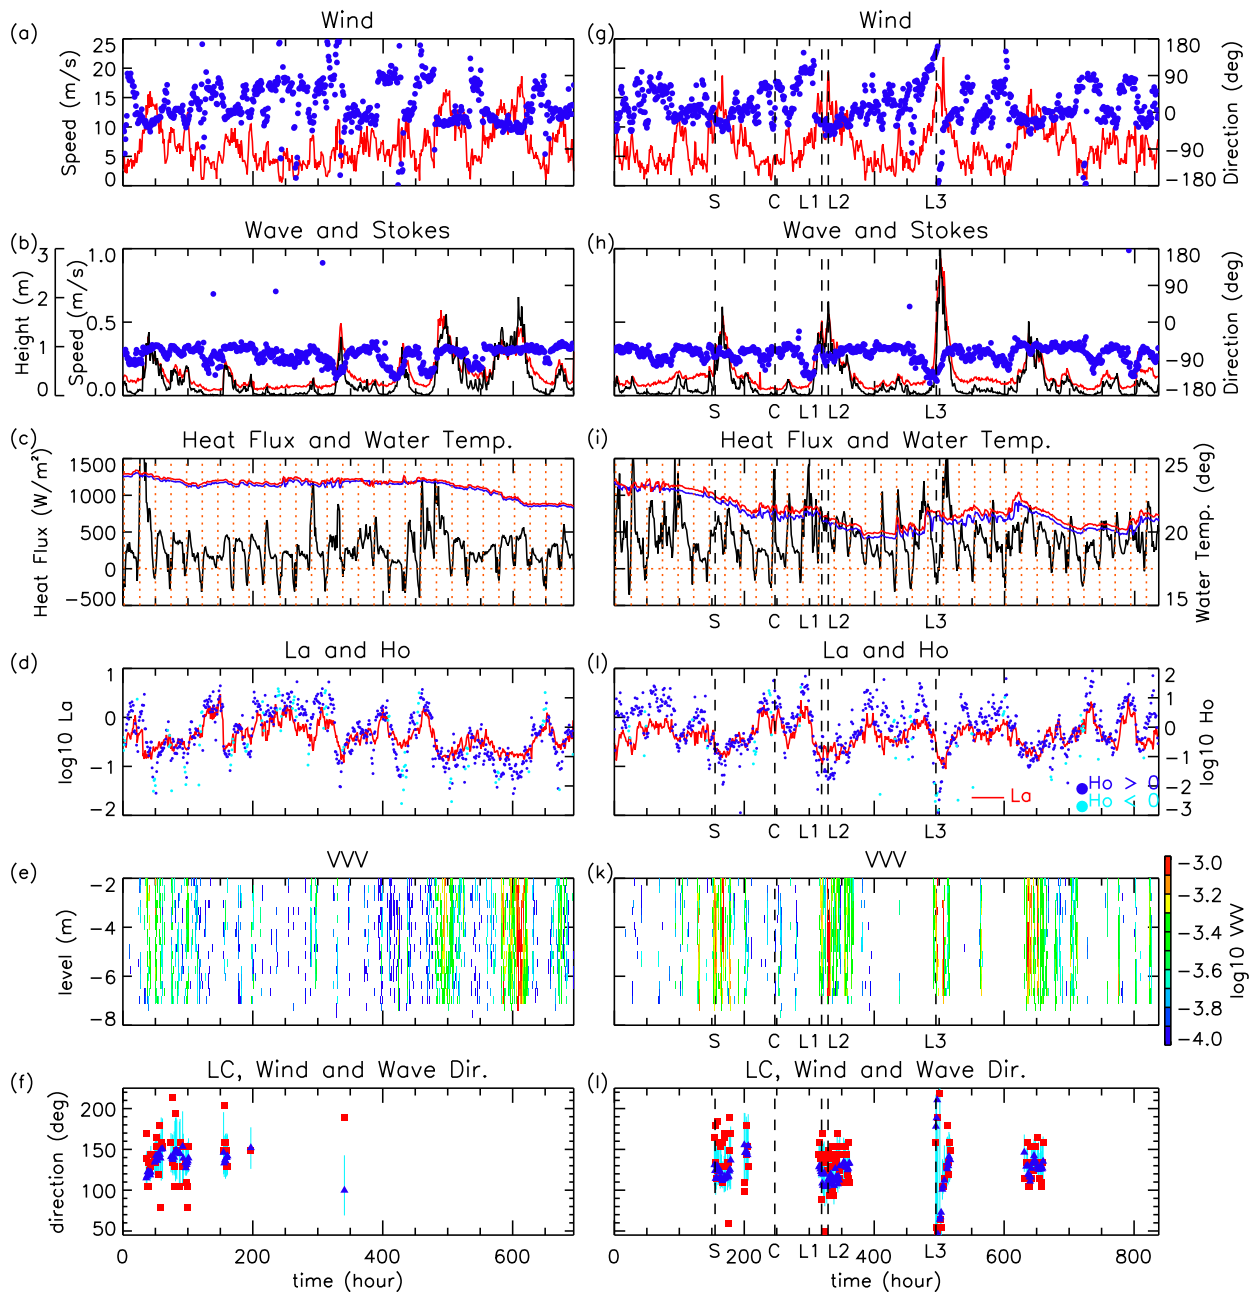 (a) Wind
Speed (m/s)
25
20
15
10
5
0
(g) Wind
180
90
0
−90
−180
Direction (deg)
S C L1 L2 L3
(b) Wave and Stokes
Height (m)
3
2
1
0
Speed (m/s)
1.0
0.5
0.0
(h) Wave and Stokes
180
90
0
−90
−180
Direction (deg)
S C L1 L2 L3
(c) Heat Flux and Water Temp.
Heat Flux (W/m²)
1500
1000
500
0
−500
(i) Heat Flux and Water Temp.
25
20
15
Water Temp. (deg)
S C L1 L2 L3
(d) La and Ho
log10 La
1
0
−1
−2
(l) La and Ho
2
1
0
−1
−2
−3
log10 Ho
La
Ho > 0
Ho < 0
S C L1 L2 L3
(e) VVV
level (m)
−2
−4
−6
−8
(k) VVV
S C L1 L2 L3
−3.0
−3.2
−3.4
−3.6
−3.8
−4.0
log10 VVV
(f) LC, Wind and Wave Dir.
direction (deg)
200
150
100
50
0 200 400 600
time (hour)
(l) LC, Wind and Wave Dir.
S C L1 L2 L3
0 200 400 600 800
time (hour)